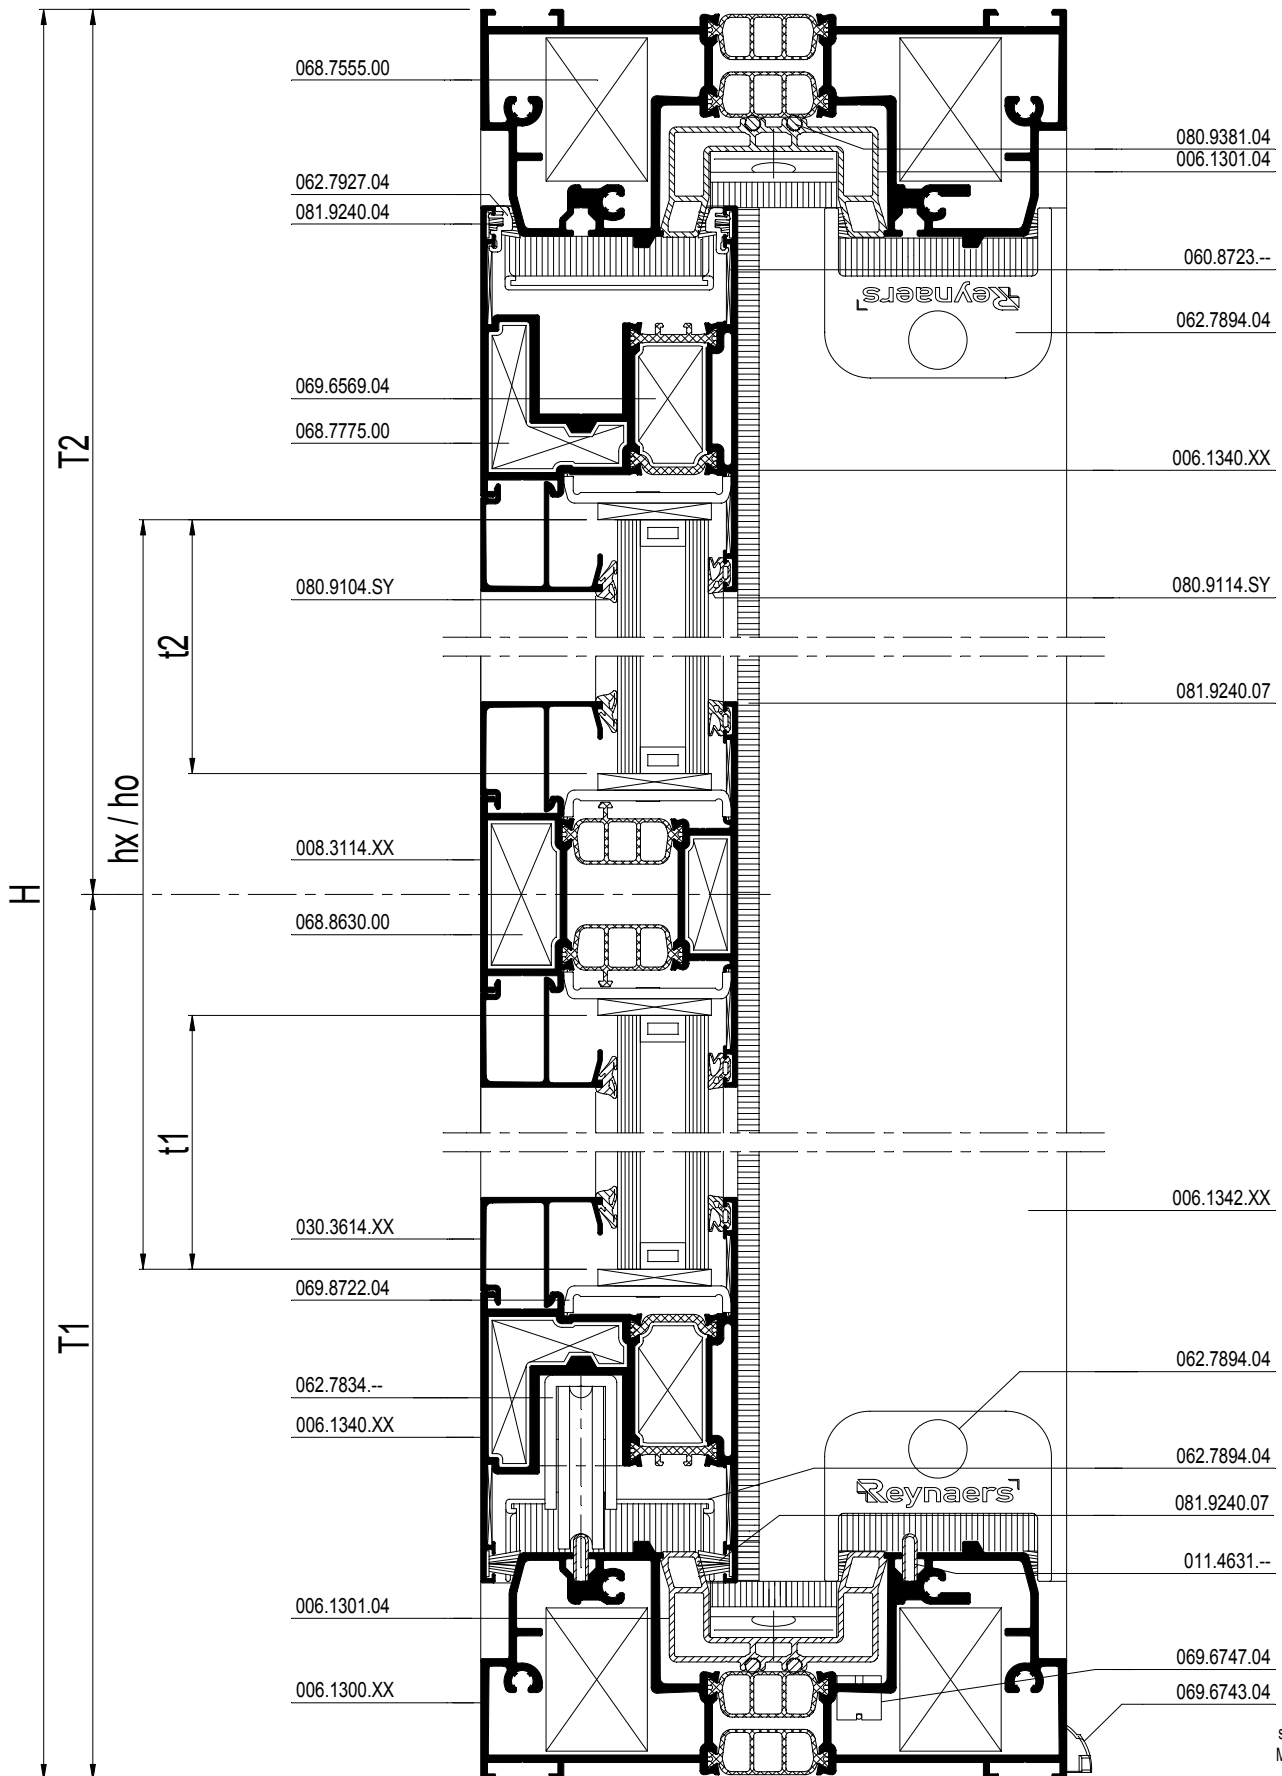 068.7555.00
080.9381.04
006.1301.04
062.7927.04
081.9240.04
060.8723.--
Reynaers
062.7894.04
069.6569.04
068.7775.00
T2
006.1340.XX
080.9104.SY
080.9114.SY
t2
081.9240.07
hx / ho
008.3114.XX
H
068.8630.00
t1
006.1342.XX
030.3614.XX
069.8722.04
T1
062.7894.04
062.7834.--
006.1340.XX
062.7894.04
Reynaers
081.9240.07
011.4631.--
006.1301.04
069.6747.04
006.1300.XX
069.6743.04